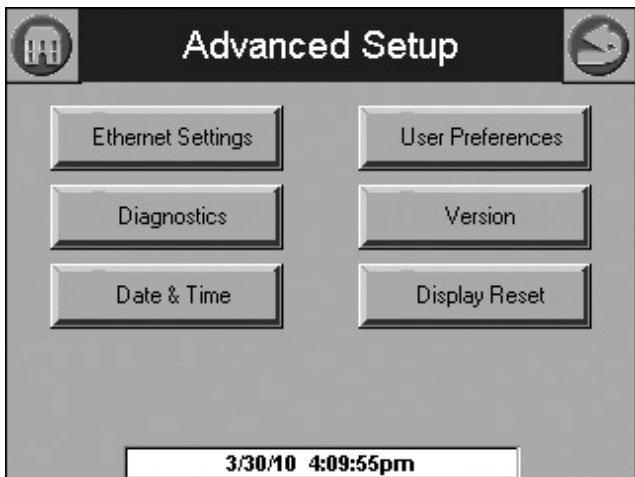 Advanced Setup
Ethernet Settings
User Preferences
Diagnostics
Version
Date & Time
Display Reset
3/30/10 4:09:55pm